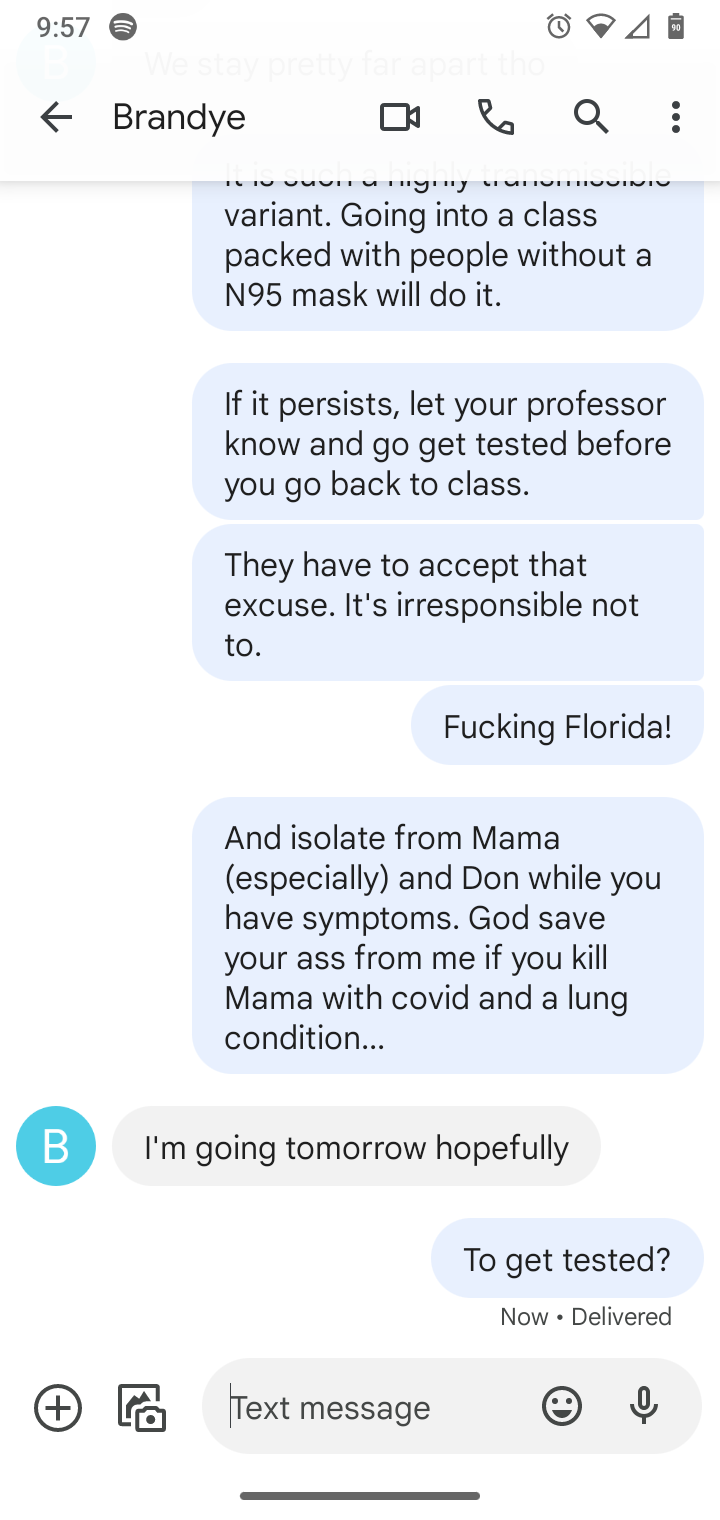 9:57
90
B We stay pretty far apart tho
Brandye
It is such a highly transmissible
variant. Going into a class
packed with people without a
N95 mask will do it.
If it persists, let your professor
know and go get tested before
you go back to class.
They have to accept that
excuse. It's irresponsible not
to.
Fucking Florida!
And isolate from Mama
(especially) and Don while you
have symptoms. God save
your ass from me if you kill
Mama with covid and a lung
condition...
B I'm going tomorrow hopefully
To get tested?
Now • Delivered
Text message